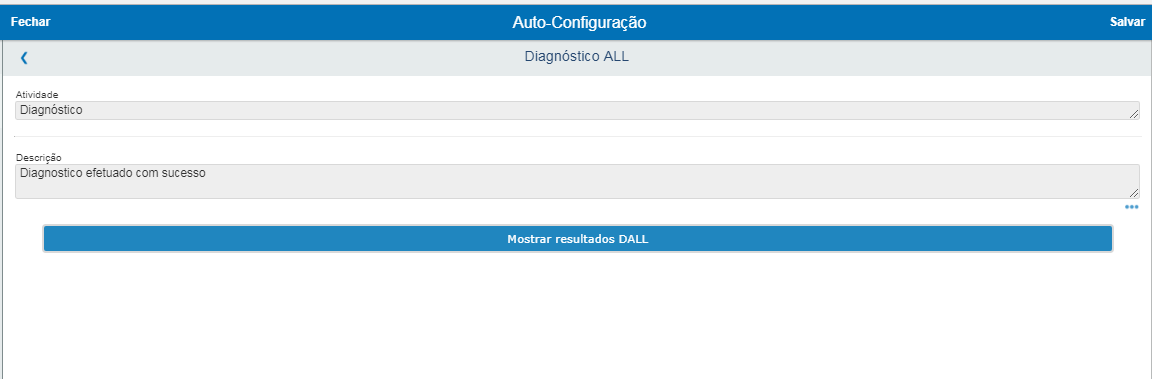 Fechar
Auto-Configuração
Salvar
Diagnóstico ALL
Atividade
Diagnóstico
Descrição
Diagnostico efetuado com sucesso
Mostrar resultados DALL